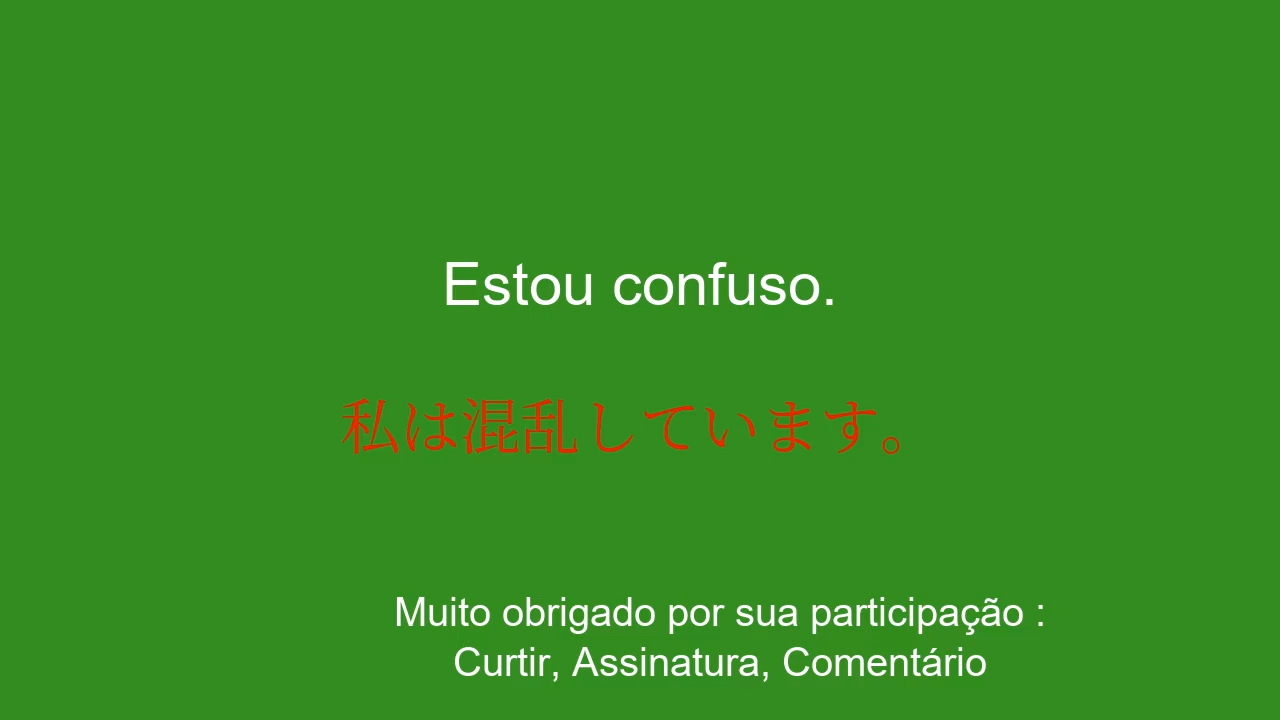 Estou confuso.
私は混乱しています。
Muito obrigado por sua participação :
Curtir, Assinatura, Comentário